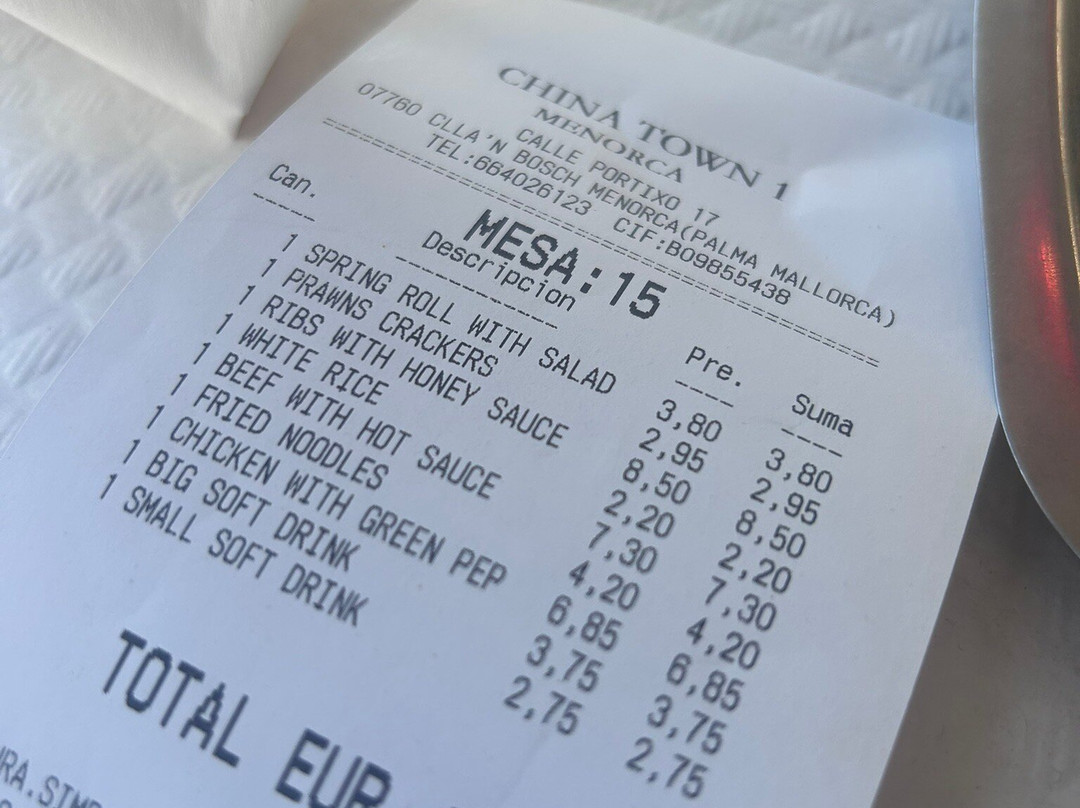 CHINA TOWN 1
MENORCA
CALLE PORTIXO 17
07760 CLLA'N BOSCH MENORCA(PALMA MALLORCA)
TEL:664026123 CIF:B09855438
MESA:15
Can. Descripcion Pre. Suma
1 SPRING ROLL WITH SALAD 3,80 3,80
1 PRAWNS CRACKERS 2,95 2,95
1 RIBS WITH HONEY SAUCE 8,50 8,50
1 WHITE RICE 2,20 2,20
1 BEEF WITH HOT SAUCE 7,30 7,30
1 FRIED NOODLES 4,20 4,20
1 CHICKEN WITH GREEN PEP 6,85 6,85
1 BIG SOFT DRINK 3,75 3,75
1 SMALL SOFT DRINK 2,75 2,75
TOTAL EUR